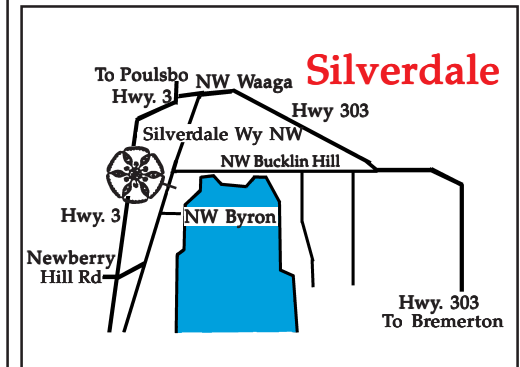 Silverdale
To Poulsbo
NW Waaga
Hwy. 3
Hwy 303
Silverdale Wy NW
NW Bucklin Hill
Hwy. 3
NW Byron
Newberry
Hill Rd
Hwy. 303
To Bremerton